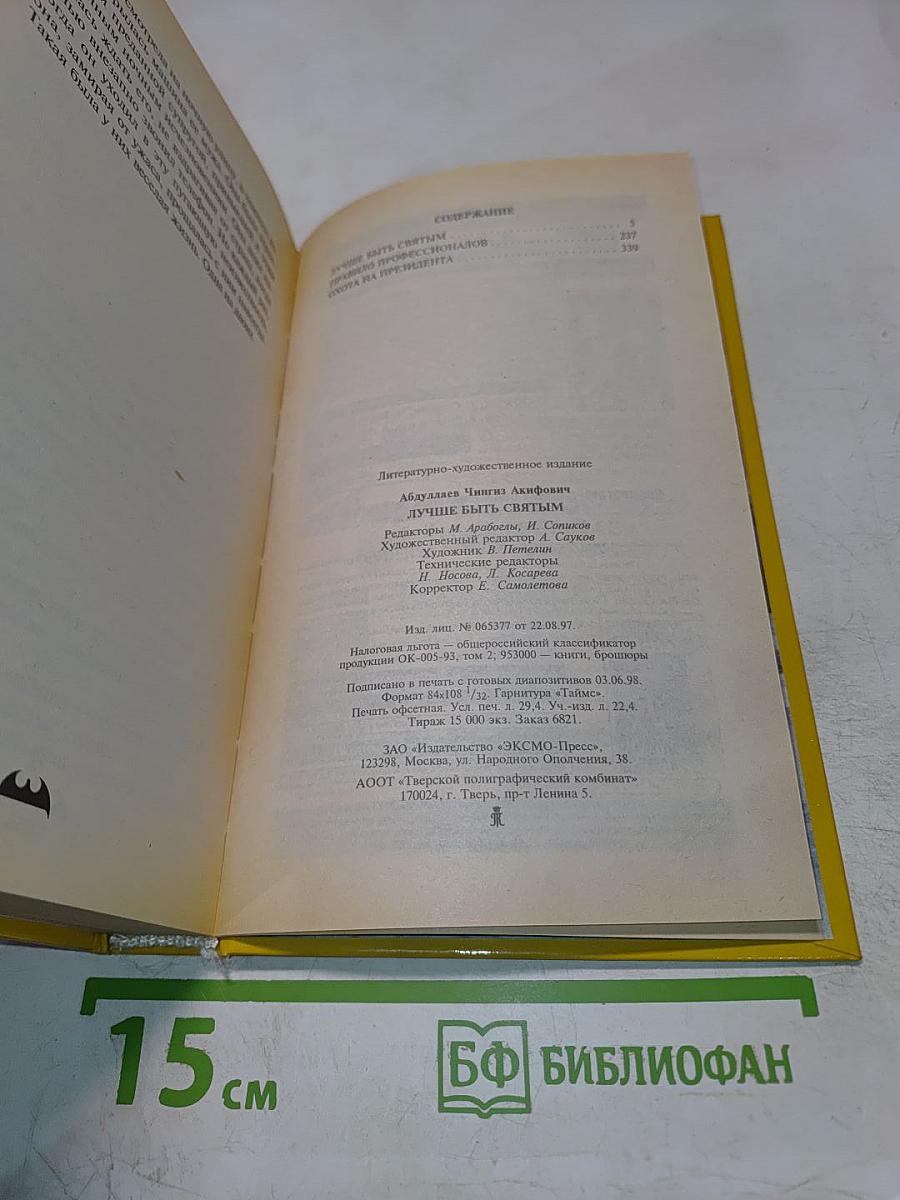 СОДЕРЖАНИЕ
ЛУЧШЕ БЫТЬ СВЯТЫМ . . . . . . . . . . . . . . . . . . 5
ПРАВИЛО ПРОФЕССИОНАЛОВ . . . . . . . . . . . . . 237
ОХОТА НА ПРЕЗИДЕНТА . . . . . . . . . . . . . . . . 339
Литературно-художественное издание
Абдуллаев Чингиз Акифович
ЛУЧШЕ БЫТЬ СВЯТЫМ
Редакторы М. Арабоглы, И. Сопиков
Художественный редактор А. Сауков
Художник В. Петелин
Технические редакторы
Н. Носова, Л. Косарева
Корректор Е. Самолетова
Изд. лиц. № 065377 от 22.08.97.
Налоговая льгота — общероссийский классификатор
продукции ОК-005-93, том 2; 953000 — книги, брошюры
Подписано в печать с готовых диапозитивов 03.06.98.
Формат 84х108 1/32. Гарнитура «Таймс».
Печать офсетная. Усл. печ. л. 29,4. Уч.-изд. л. 22,4.
Тираж 15 000 экз. Заказ 6821.
ЗАО «Издательство «ЭКСМО-Пресс»,
123298, Москва, ул. Народного Ополчения, 38.
АООТ «Тверской полиграфический комбинат»
170024, г. Тверь, пр-т Ленина 5.
15 см
БФ БИБЛИОФАН